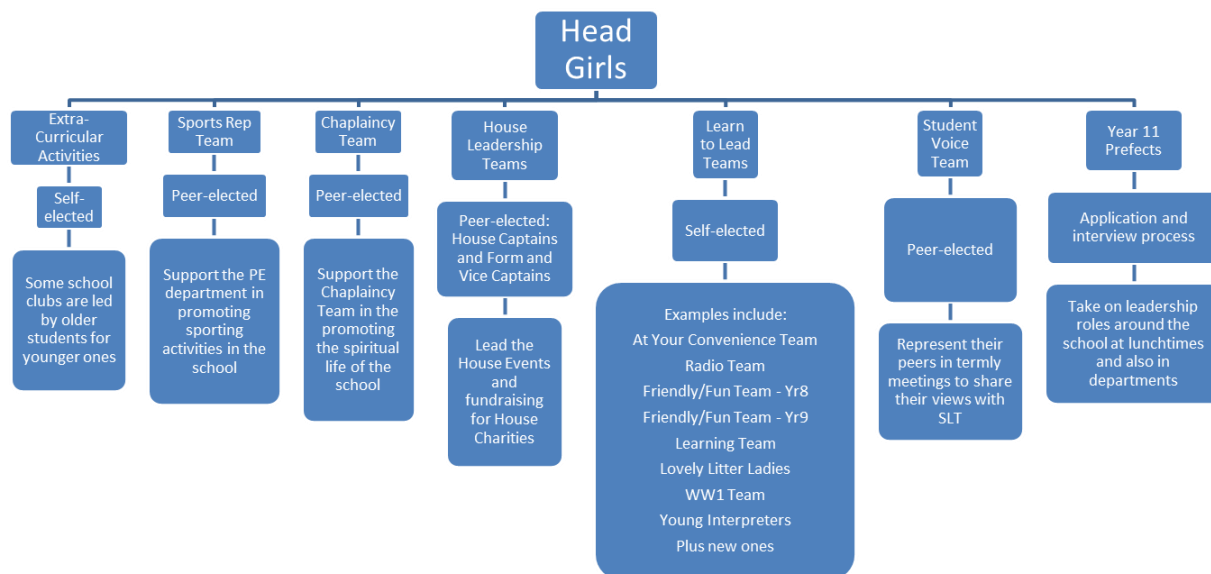 Head
Girls
Extra-
Curricular
Activities
Self-
elected
Some school
clubs are led
by older
students for
younger ones
Sports Rep
Team
Peer-elected
Support the PE
department in
promoting
sporting
activities in the
school
Chaplaincy
Team
Peer-elected
Support the
Chaplaincy
Team in the
promoting
the spiritual
life of the
school
House
Leadership
Teams
Peer-elected:
House Captains
and Form and
Vice Captains
Lead the
House Events
and
fundraising
for House
Charities
Learn
to Lead
Teams
Self-elected
Examples include:
At Your Convenience Team
Radio Team
Friendly/Fun Team - Yr8
Friendly/Fun Team - Yr9
Learning Team
Lovely Litter Ladies
WW1 Team
Young Interpreters
Plus new ones
Student
Voice
Team
Peer-elected
Represent their
peers in termly
meetings to share
their views with
SLT
Year 11
Prefects
Application and
interview process
Take on leadership
roles around the
school at lunchtimes
and also in
departments